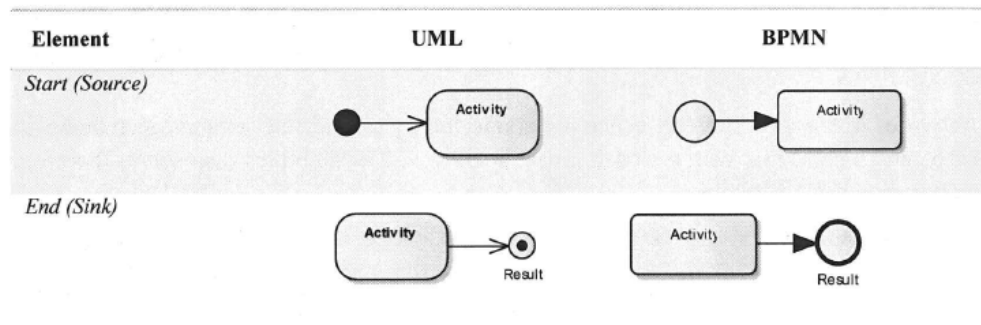 Element UML BPMN
Start (Source)
Activity Activity
End (Sink)
Activity Activity
Result Result